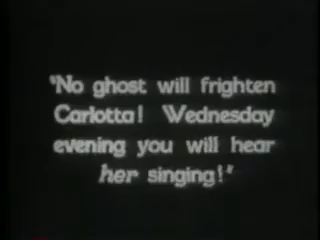 "No ghost will frighten
Carlotta! Wednesday
evening you will hear
her singing!"